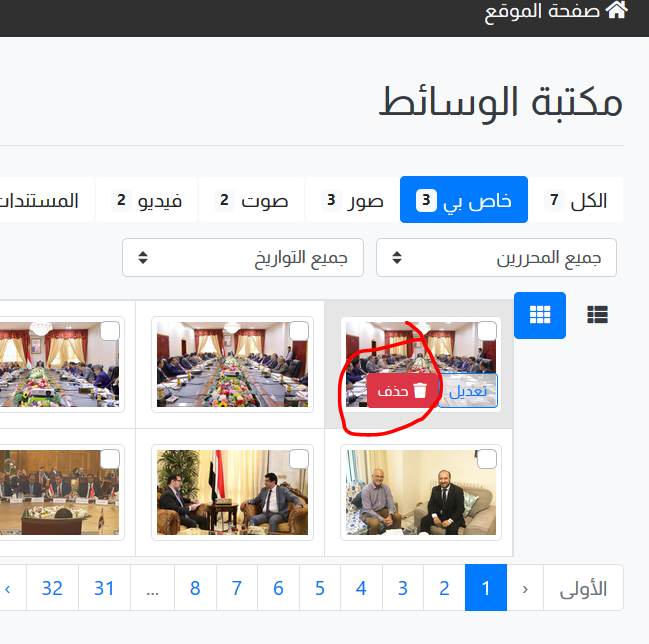 صفحة الموقع
مكتبة الوسائط
الكل 7 خاص بي 3 صور 3 صوت 2 فيديو 2 المستندات
جميع المحررين جميع التواريخ
تعديل حذف
الأولى ‹ 1 2 3 4 5 6 7 8 ... 31 32 ›